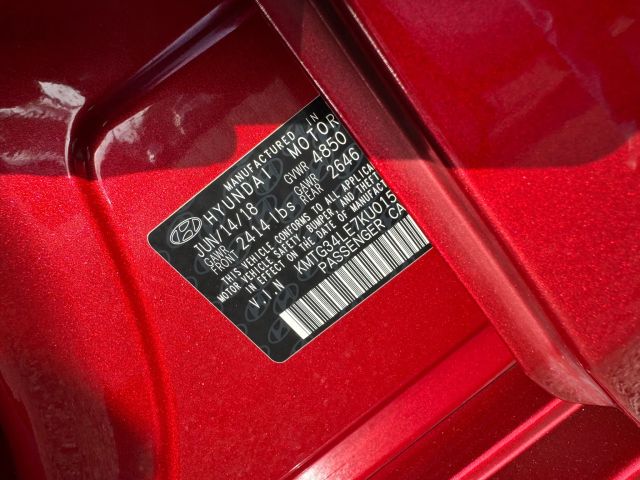 MANUFACTURED IN
HYUNDAI MOTOR
JUN/14/18 GVWR 4850
GAWR FRONT 2414 lbs GAWR REAR 2646
THIS VEHICLE CONFORMS TO ALL APPLICA
MOTOR VEHICLE SAFETY, BUMPER, AND THEFT
IN EFFECT ON THE DATE OF MANUFACT
V.I.N KMTG34LE7KU015
PASSENGER CA